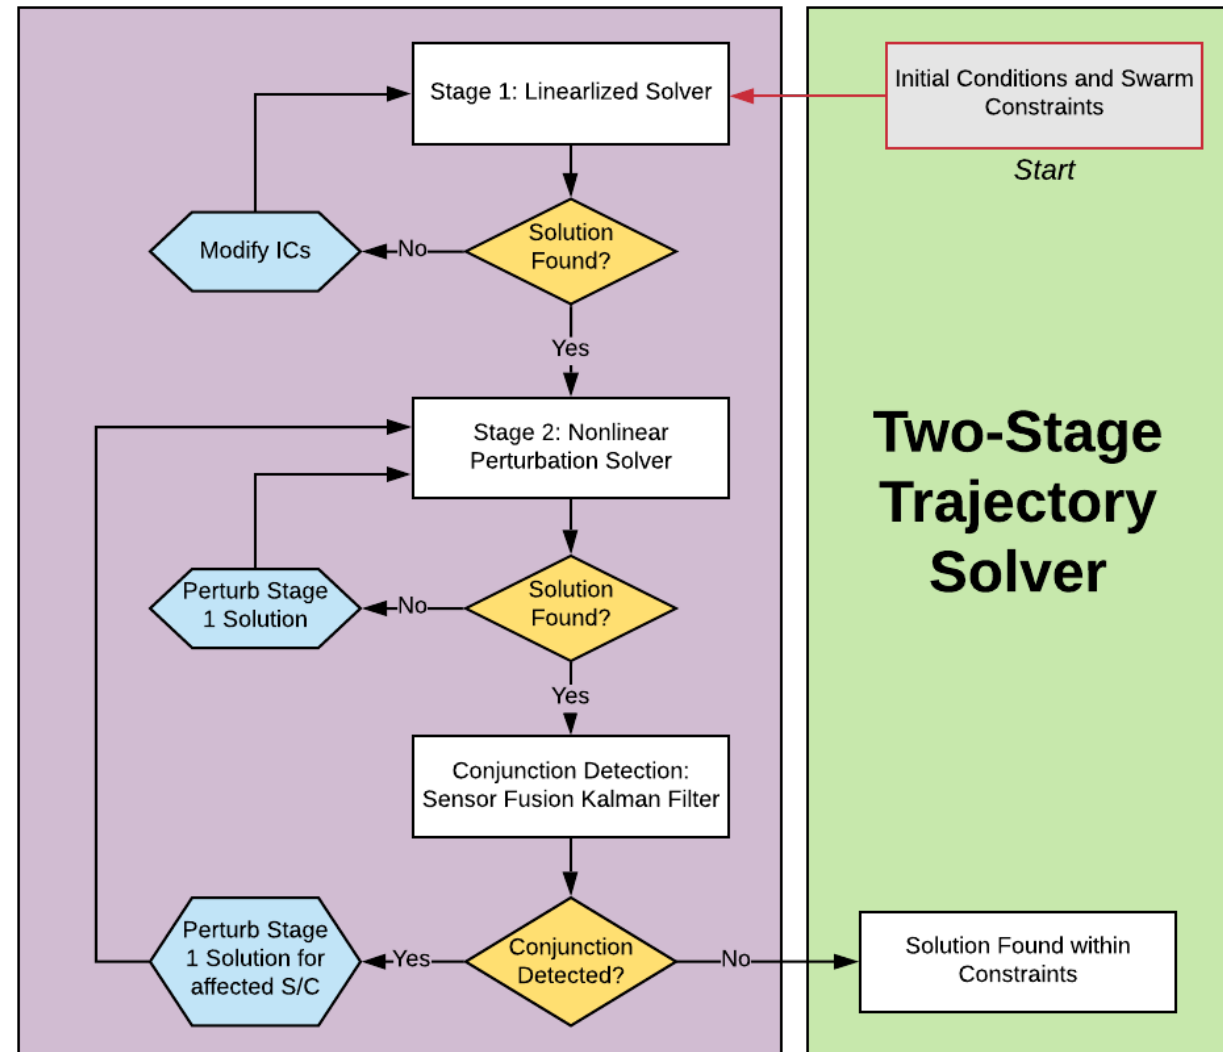 Stage 1: Linearlized Solver
Initial Conditions and Swarm
Constraints
Start
Solution
Found?
No
Modify ICs
Yes
Stage 2: Nonlinear
Perturbation Solver
Two-Stage
Trajectory
Solver
Solution
Found?
No
Perturb Stage
1 Solution
Yes
Conjunction Detection:
Sensor Fusion Kalman Filter
Conjunction
Detected?
Yes
Perturb Stage
1 Solution for
affected S/C
No
Solution Found within
Constraints